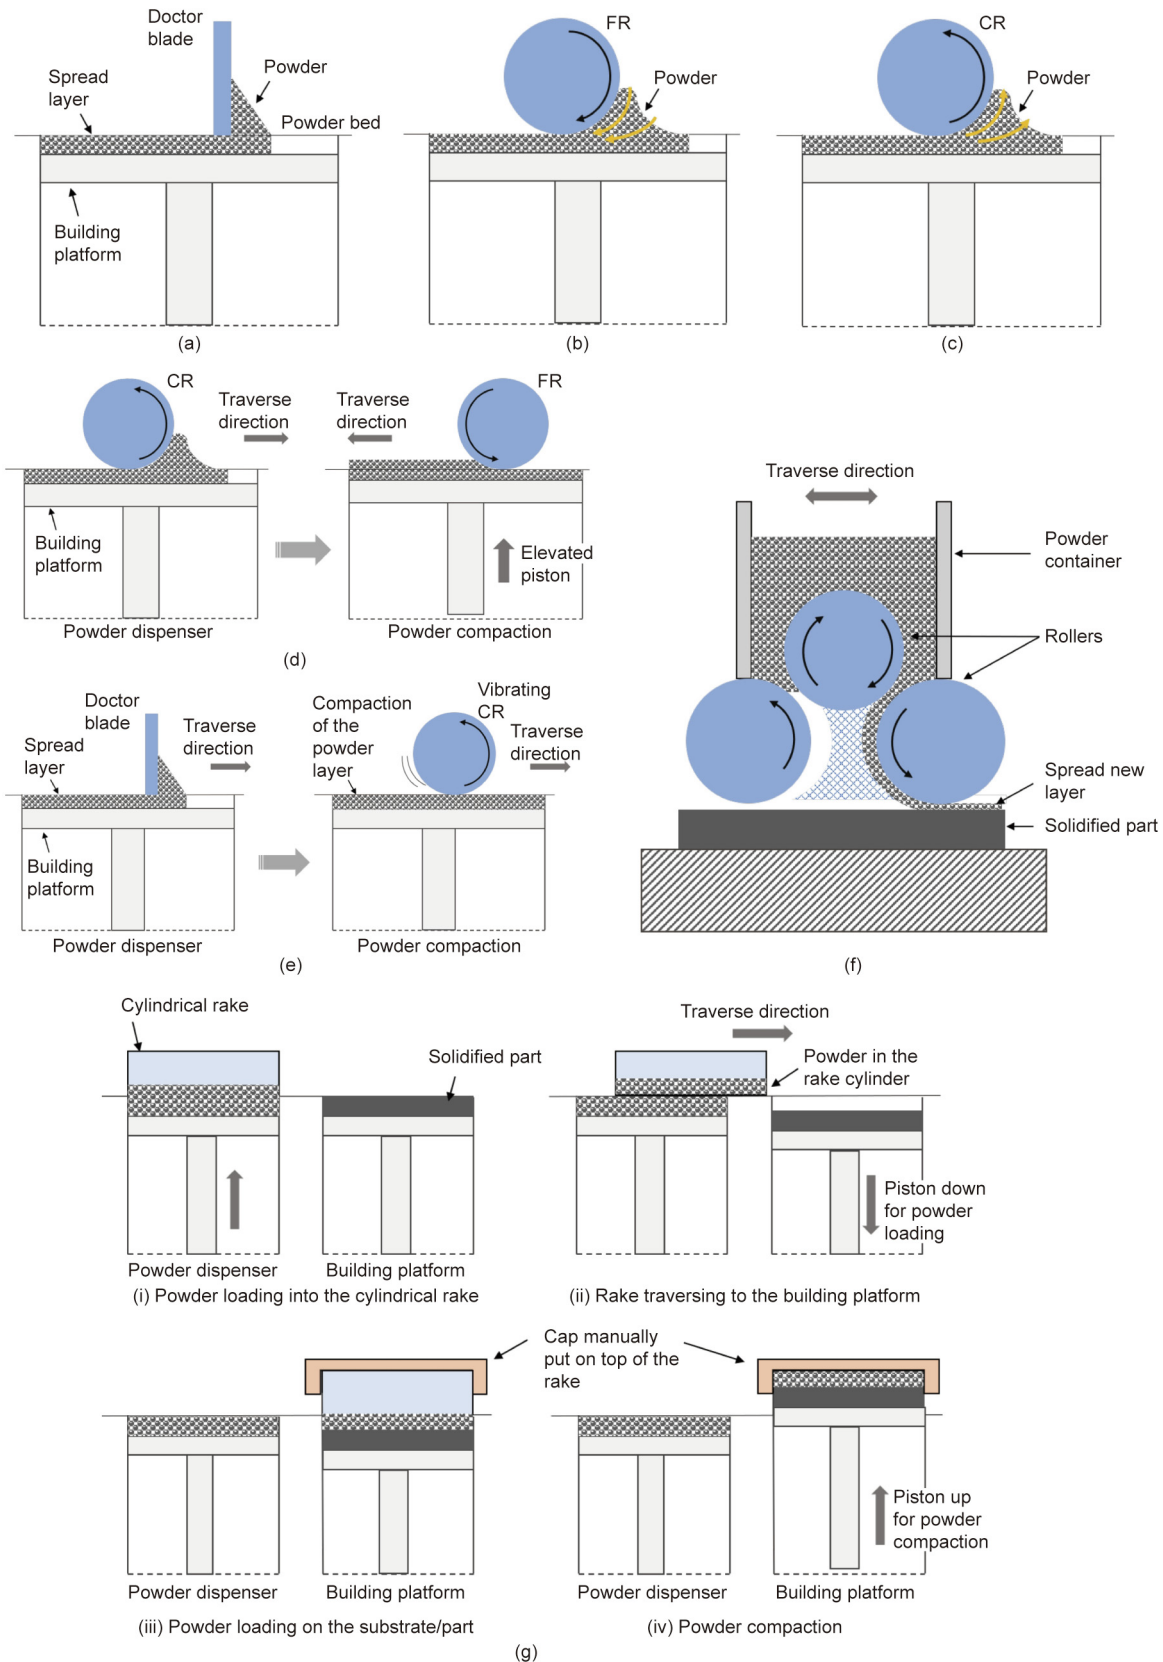 Doctor
blade
Powder
Spread
layer
Powder bed
Building
platform
(a)
FR
Powder
(b)
CR
Powder
(c)
CR
Traverse
direction
Building
platform
Powder dispenser
Traverse
direction
FR
Elevated
piston
Powder compaction
(d)
Doctor
blade
Traverse
direction
Spread
layer
Building
platform
Powder dispenser
Compaction
of the
powder
layer
Vibrating
CR
Traverse
direction
Powder compaction
(e)
Traverse direction
Powder
container
Rollers
Spread new
layer
Solidified part
(f)
Cylindrical rake
Solidified part
Powder dispenser
Building platform
(i) Powder loading into the cylindrical rake
Traverse direction
Powder in the
rake cylinder
Piston down
for powder
loading
(ii) Rake traversing to the building platform
Cap manually
put on top of the
rake
Powder dispenser
Building platform
(iii) Powder loading on the substrate/part
Piston up
for powder
compaction
Powder dispenser
Building platform
(iv) Powder compaction
(g)